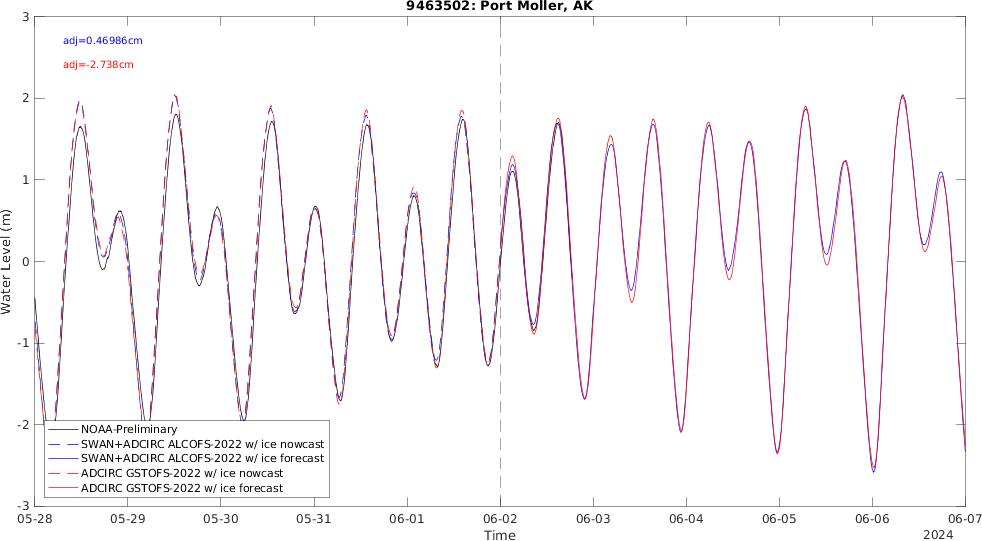 9463502: Port Moller, AK
adj=0.46986cm
adj=-2.738cm
Water Level (m)
3
2
1
0
-1
-2
-3
NOAA-Preliminary
SWAN+ADCIRC ALCOFS-2022 w/ ice nowcast
SWAN+ADCIRC ALCOFS-2022 w/ ice forecast
ADCIRC GSTOFS-2022 w/ ice nowcast
ADCIRC GSTOFS-2022 w/ ice forecast
05-28 05-29 05-30 05-31 06-01 06-02 06-03 06-04 06-05 06-06 06-07
Time
2024